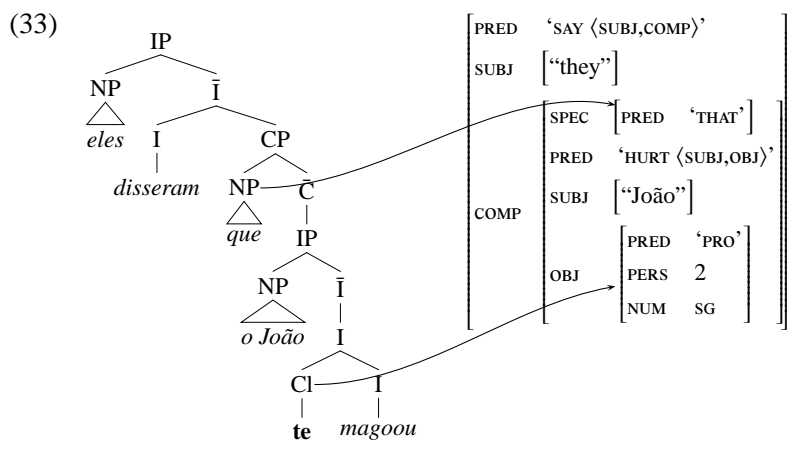 (33)
IP
NP Ī
eles I CP
disseram NP C̄
que IP
NP Ī
o João I
Cl I
te magoou
PRED ‘SAY ⟨SUBJ,COMP⟩’
SUBJ [“they”]
SPEC [PRED ‘THAT’]
PRED ‘HURT ⟨SUBJ,OBJ⟩’
SUBJ [“João”]
COMP
PRED ‘PRO’
OBJ PERS 2
NUM SG